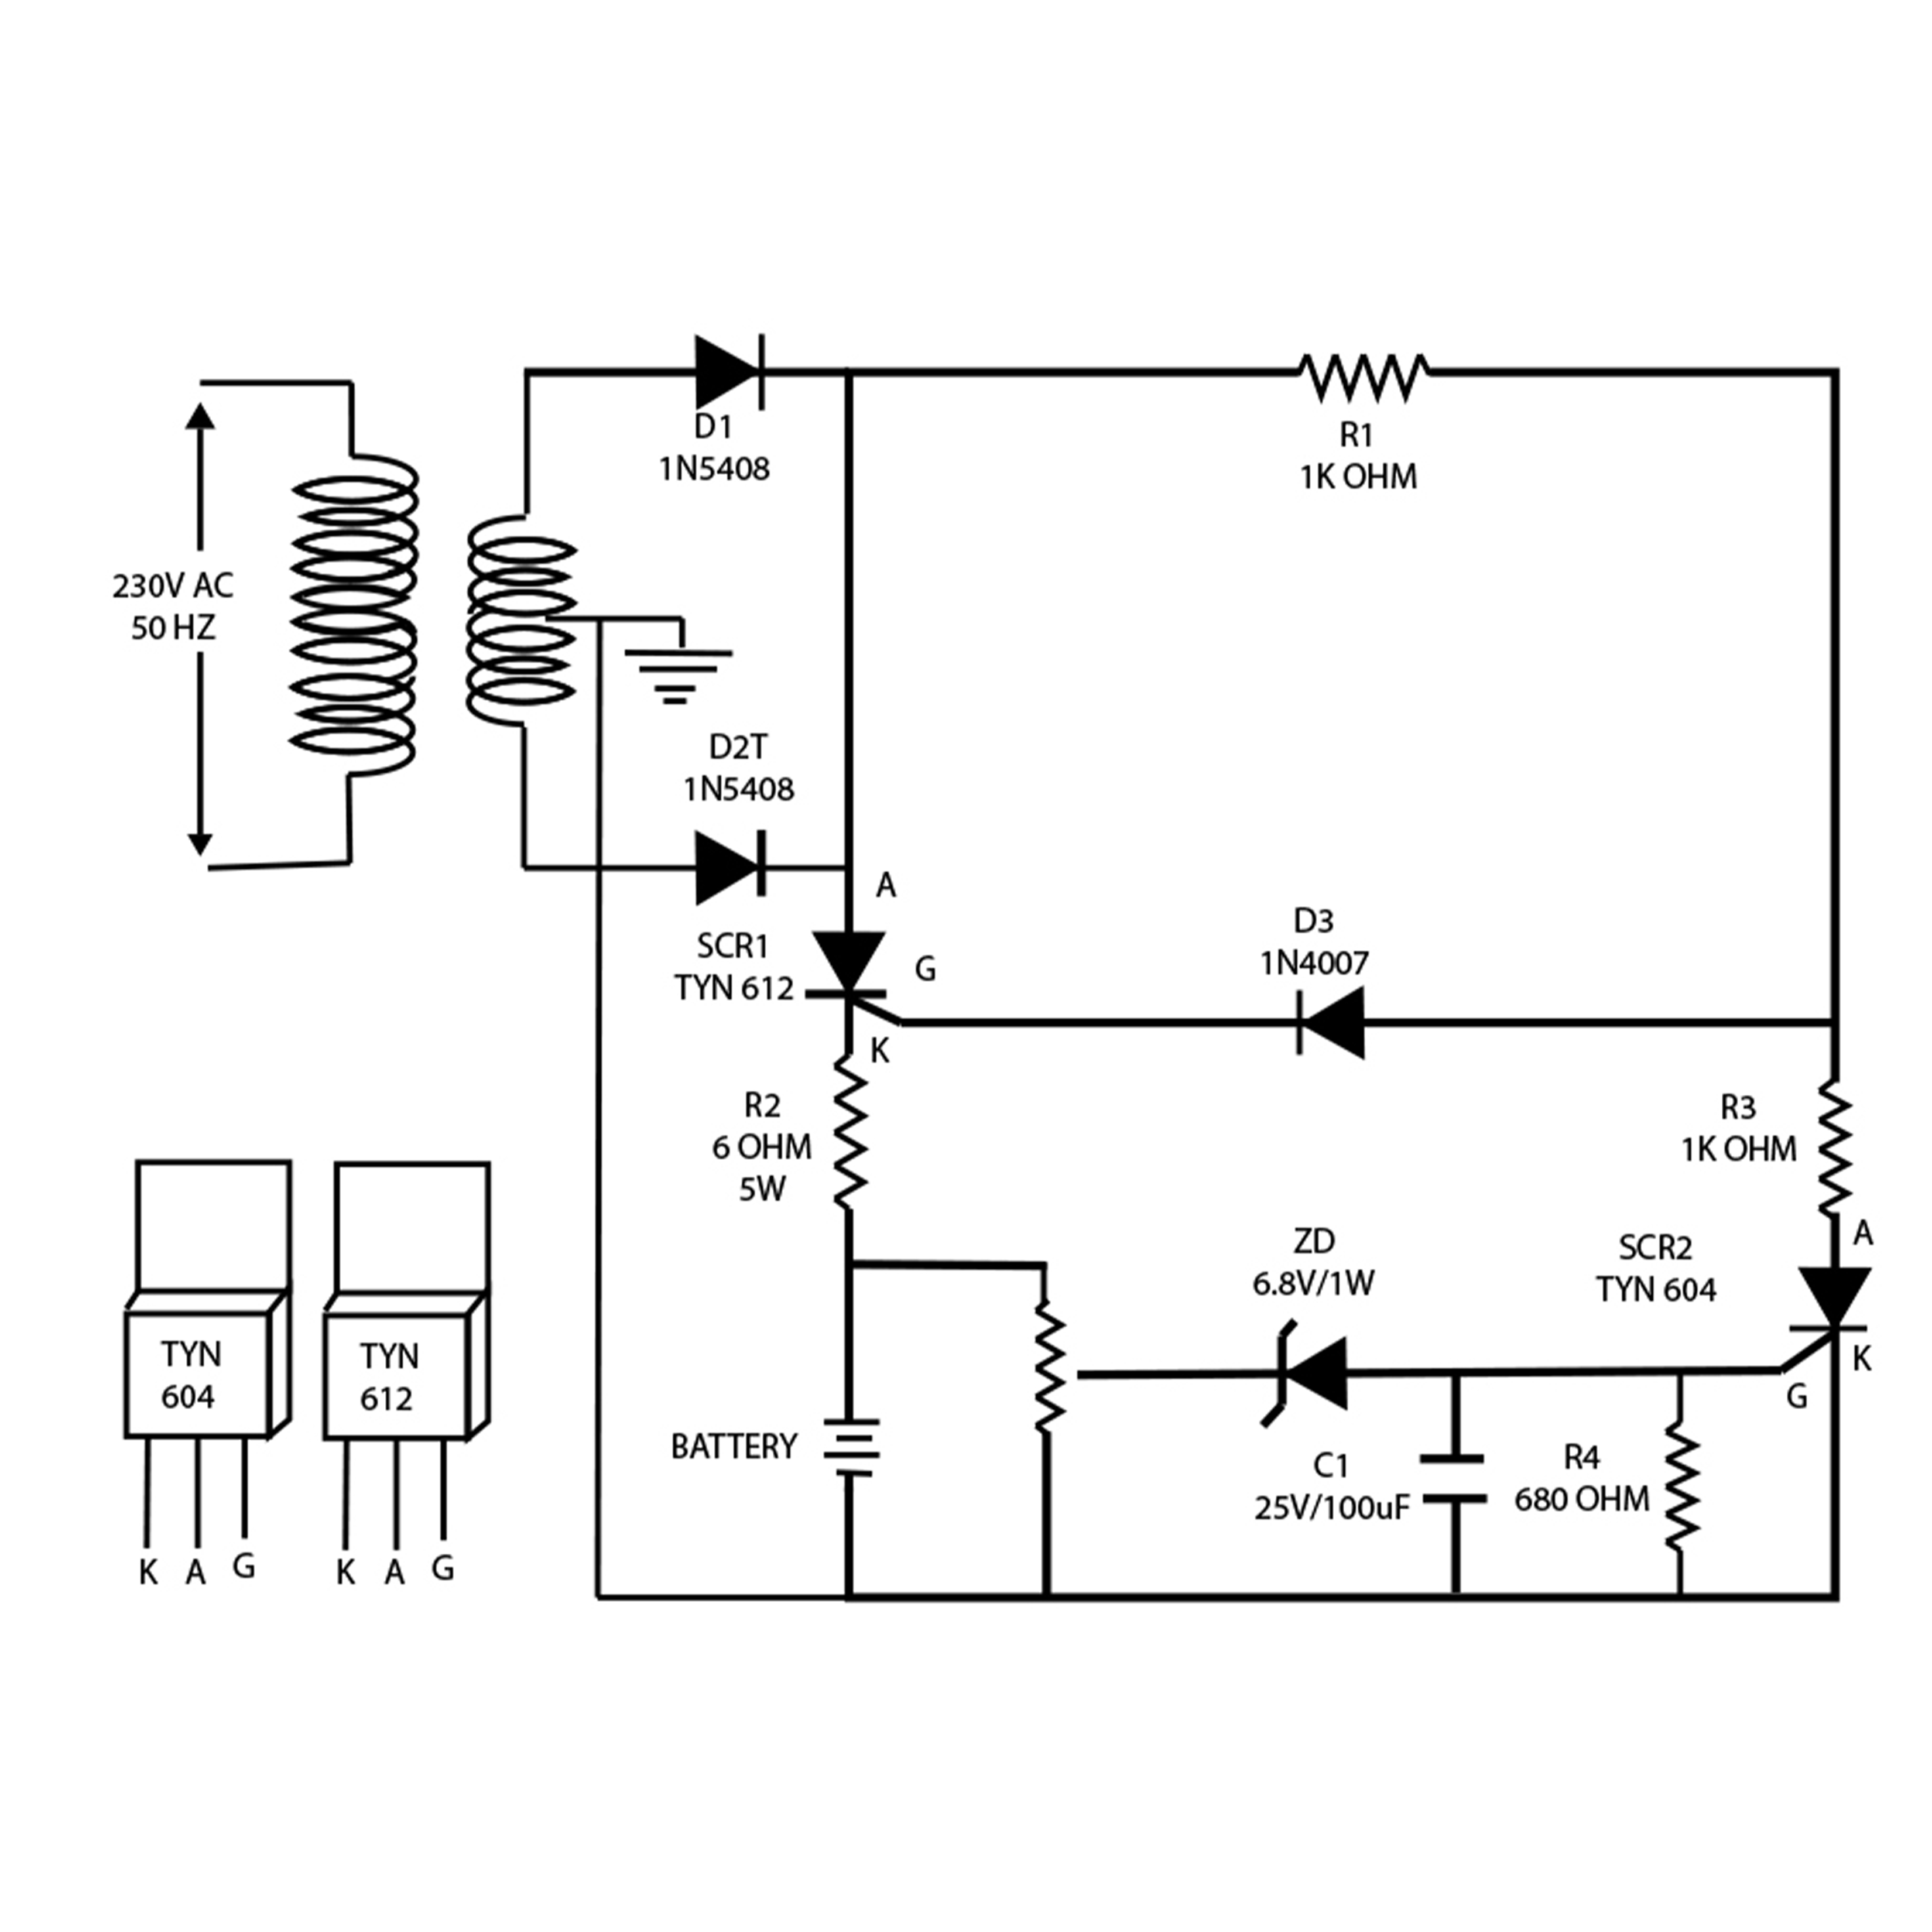 D1
1N5408
R1
1K OHM
230V AC
50 HZ
D2T
1N5408
A
SCR1
TYN 612
G
K
D3
1N4007
R2
6 OHM
5W
R3
1K OHM
A
SCR2
TYN 604
K
G
ZD
6.8V/1W
BATTERY
C1
25V/100uF
R4
680 OHM
TYN
604
K A G
TYN
612
K A G